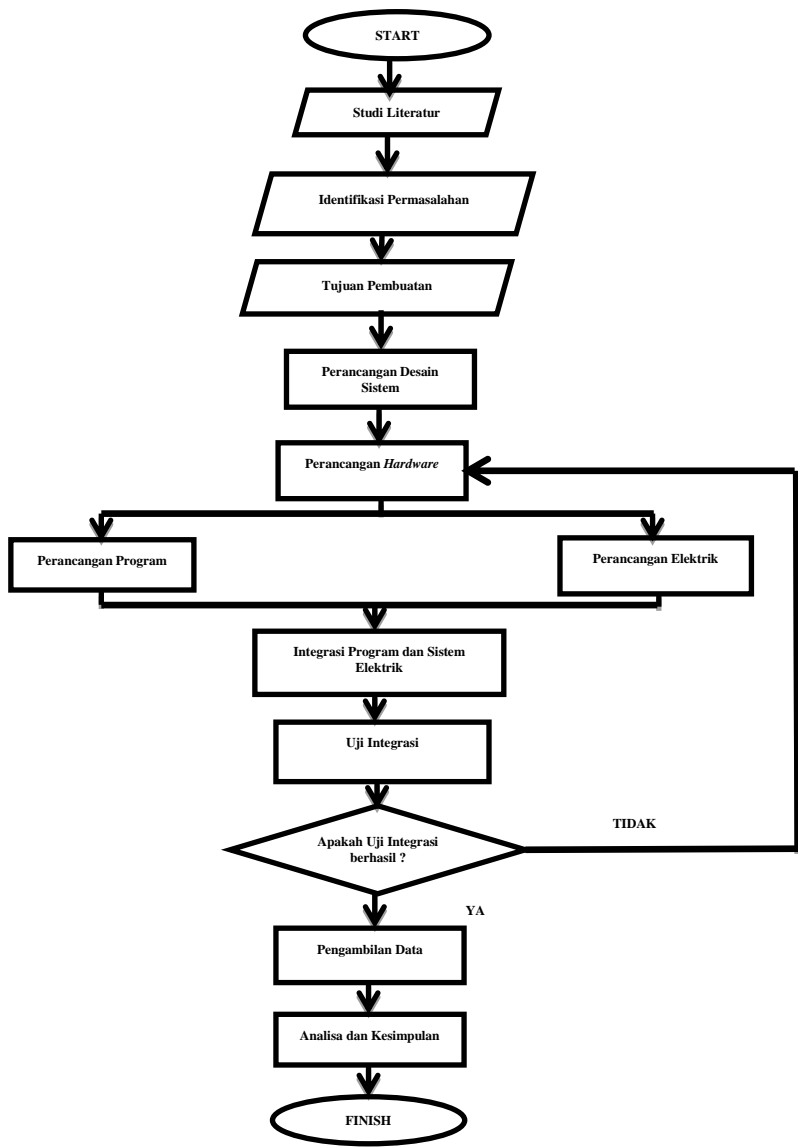 START
Studi Literatur
Identifikasi Permasalahan
Tujuan Pembuatan
Perancangan Desain
Sistem
Perancangan Hardware
Perancangan Program
Perancangan Elektrik
Integrasi Program dan Sistem
Elektrik
Uji Integrasi
Apakah Uji Integrasi
berhasil ?
TIDAK
YA
Pengambilan Data
Analisa dan Kesimpulan
FINISH